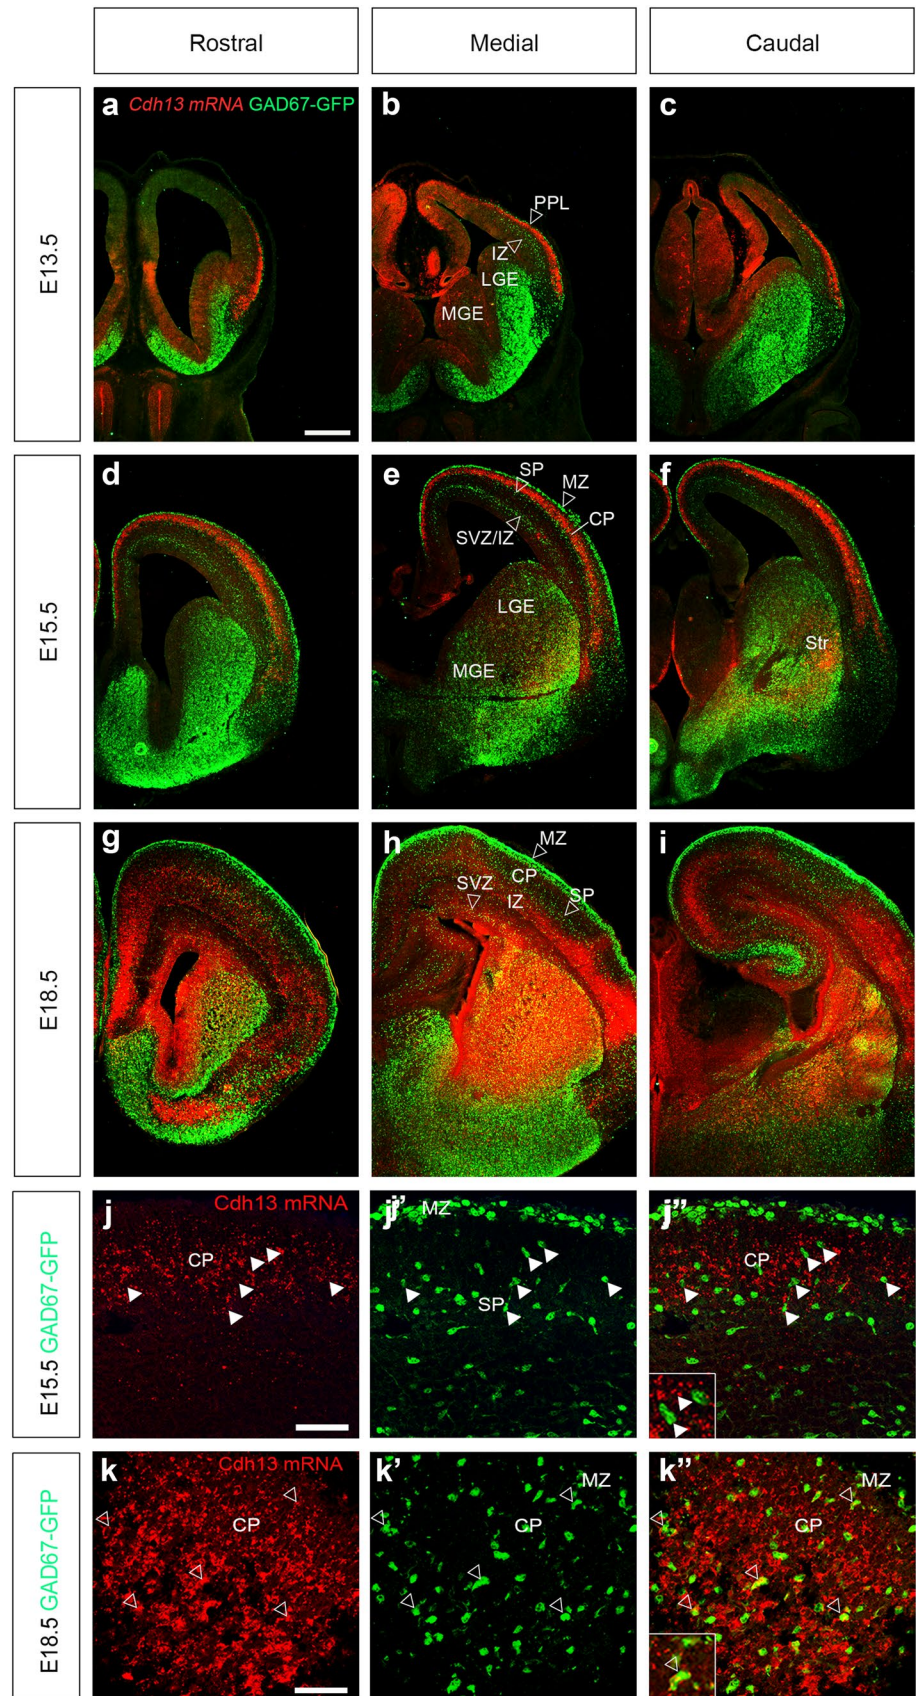 Rostral Medial Caudal
E13.5
a Cdh13 mRNA GAD67-GFP
b
PPL
IZ
LGE
MGE
c
E15.5
d
e
SP
MZ
CP
SVZ/IZ
LGE
MGE
f
Str
E18.5
g
h
MZ
CP
SVZ
IZ
SP
i
E15.5 GAD67-GFP
j Cdh13 mRNA
CP
j' MZ
SP
j''
CP
E18.5 GAD67-GFP
k Cdh13 mRNA
CP
k' MZ
CP
k'' MZ
CP